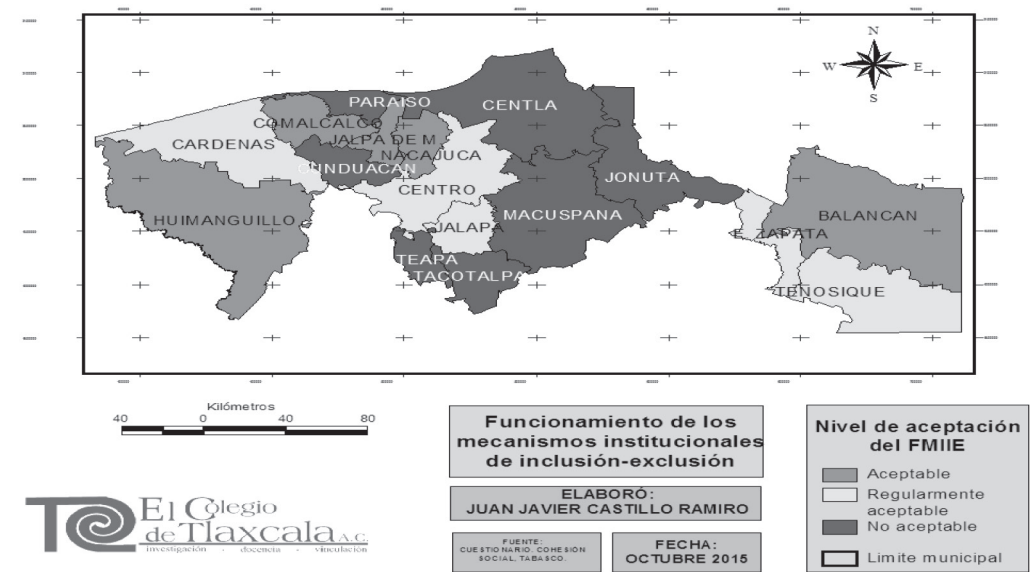 N
W E
S
PARAISO
CENTLA
COMALCALCO
CARDENAS
JALPA DE M
NACAJUCA
CUNDUACAN
JONUTA
CENTRO
MACUSPANA
BALANCAN
HUIMANGUILLO
JALAPA
E. ZAPATA
TEAPA
TACOTALPA
TENOSIQUE
Kilómetros
40 0 40 80
Funcionamiento de los
mecanismos institucionales
de inclusión-exclusión
ELABORÓ:
JUAN JAVIER CASTILLO RAMIRO
FUENTE:
CUESTIONARIO. COHESIÓN
SOCIAL, TABASCO.
FECHA:
OCTUBRE 2015
Nivel de aceptación
del FMIIE
Aceptable
Regularmente
aceptable
No aceptable
Limite municipal
El Colegio
de Tlaxcala A.C.
investigación - docencia - vinculación